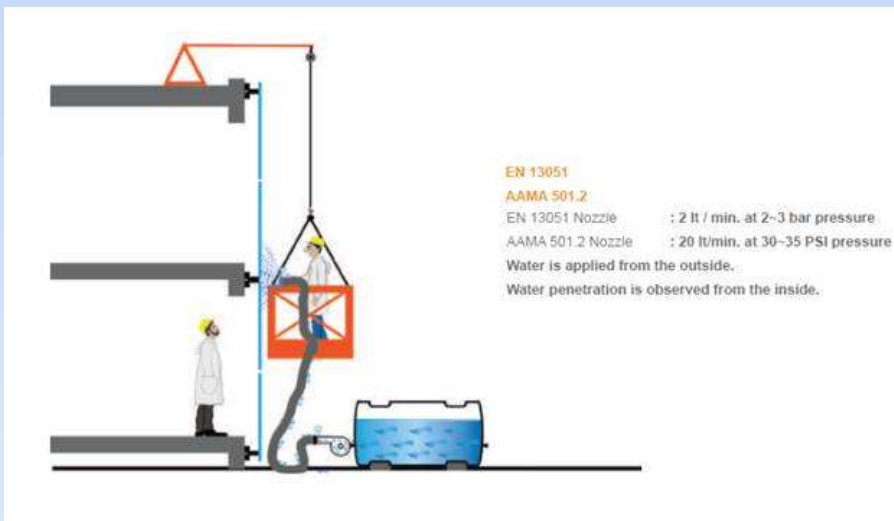 EN 13051
AAMA 501.2
EN 13051 Nozzle : 2 lt / min. at 2~3 bar pressure
AAMA 501.2 Nozzle : 20 lt/min. at 30~35 PSI pressure
Water is applied from the outside.
Water penetration is observed from the inside.